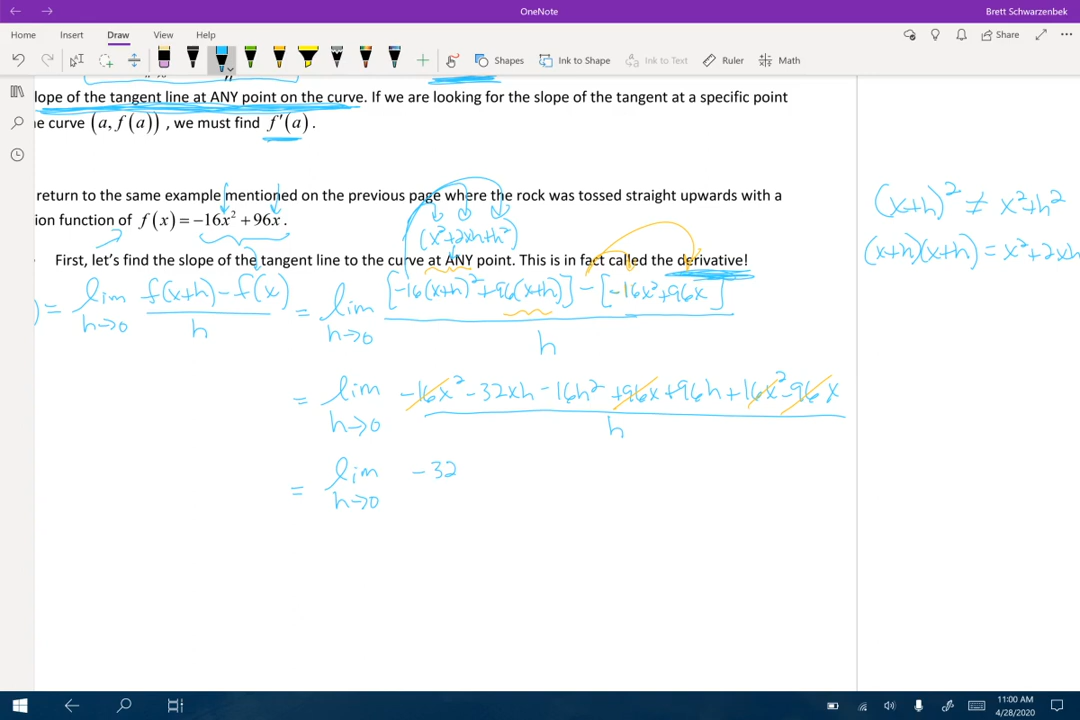 OneNote
Brett Schwarzenbek
Home Insert Draw View Help
Share
Shapes Ink to Shape Ink to Text Ruler Math
lope of the tangent line at ANY point on the curve. If we are looking for the slope of the tangent at a specific point
e curve (a, f(a)), we must find f'(a).
return to the same example mentioned on the previous page where the rock was tossed straight upwards with a
ion function of f(x) = −16x² + 96x.
(x²+2xh+h²)
First, let's find the slope of the tangent line to the curve at ANY point. This is in fact called the derivative!
) = lim h→0 f(x+h) − f(x) / h = lim h→0 [−16(x+h)² + 96(x+h)] − [−16x² + 96x] / h
= lim h→0 −16x² − 32xh − 16h² + 96x + 96h + 16x² − 96x / h
= lim h→0 −32
(x+h)² ≠ x²+h²
(x+h)(x+h) = x²+2xh
11:00 AM
4/28/2020